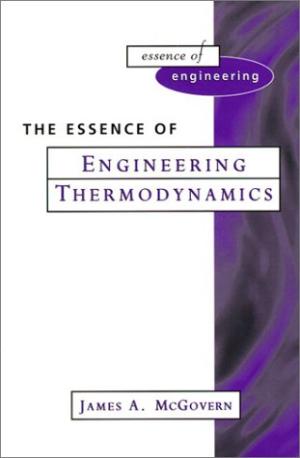 essence of
engineering
THE ESSENCE OF
ENGINEERING
THERMODYNAMICS
JAMES A. MCGOVERN